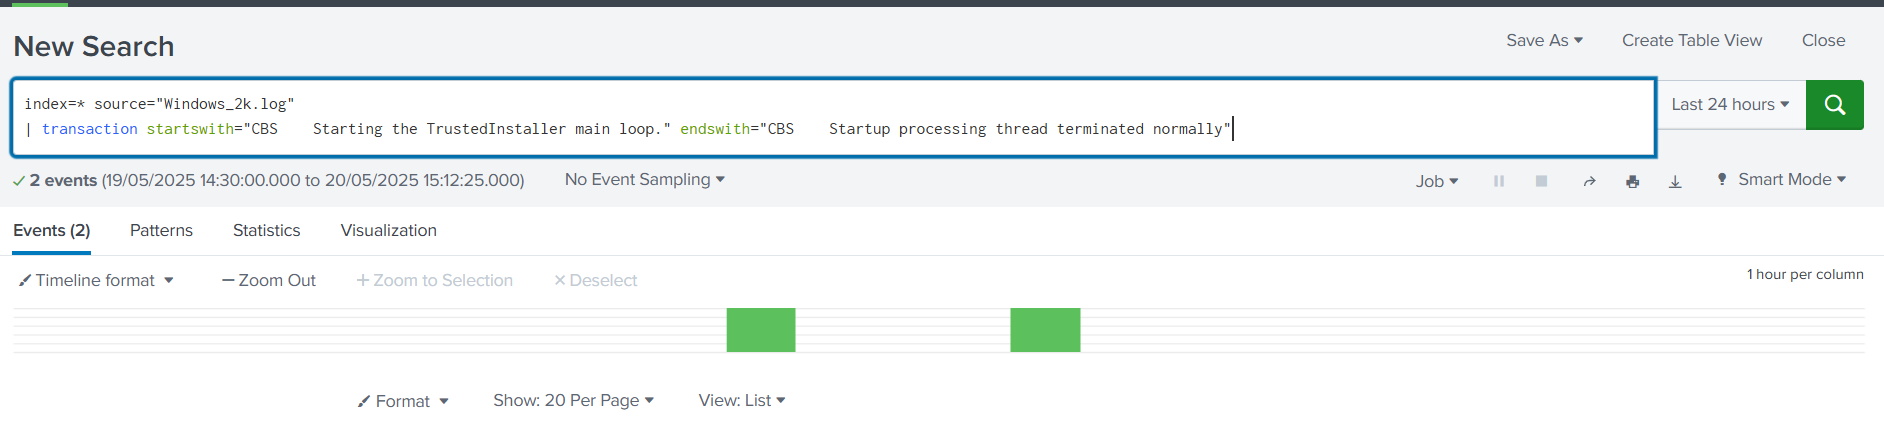 New Search
Save As Create Table View Close
index=* source="Windows_2k.log"
| transaction startswith="CBS    Starting the TrustedInstaller main loop." endswith="CBS    Startup processing thread terminated normally"
Last 24 hours
2 events (19/05/2025 14:30:00.000 to 20/05/2025 15:12:25.000) No Event Sampling Job Smart Mode
Events (2) Patterns Statistics Visualization
Timeline format — Zoom Out + Zoom to Selection × Deselect
1 hour per column
Format Show: 20 Per Page View: List